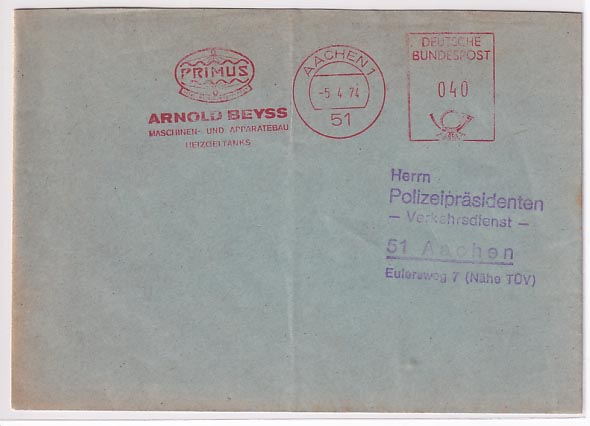 PRIMUS
ARNOLD BEYSS
MASCHINEN- UND APPARATEBAU
HEIZÖLTANKS
AACHEN 1
-5.4.74
51
DEUTSCHE
BUNDESPOST
040
Herrn
Polizeipräsidenten
— Verkehrsdienst —
51 Aachen
Eulersweg 7 (Nähe TÜV)